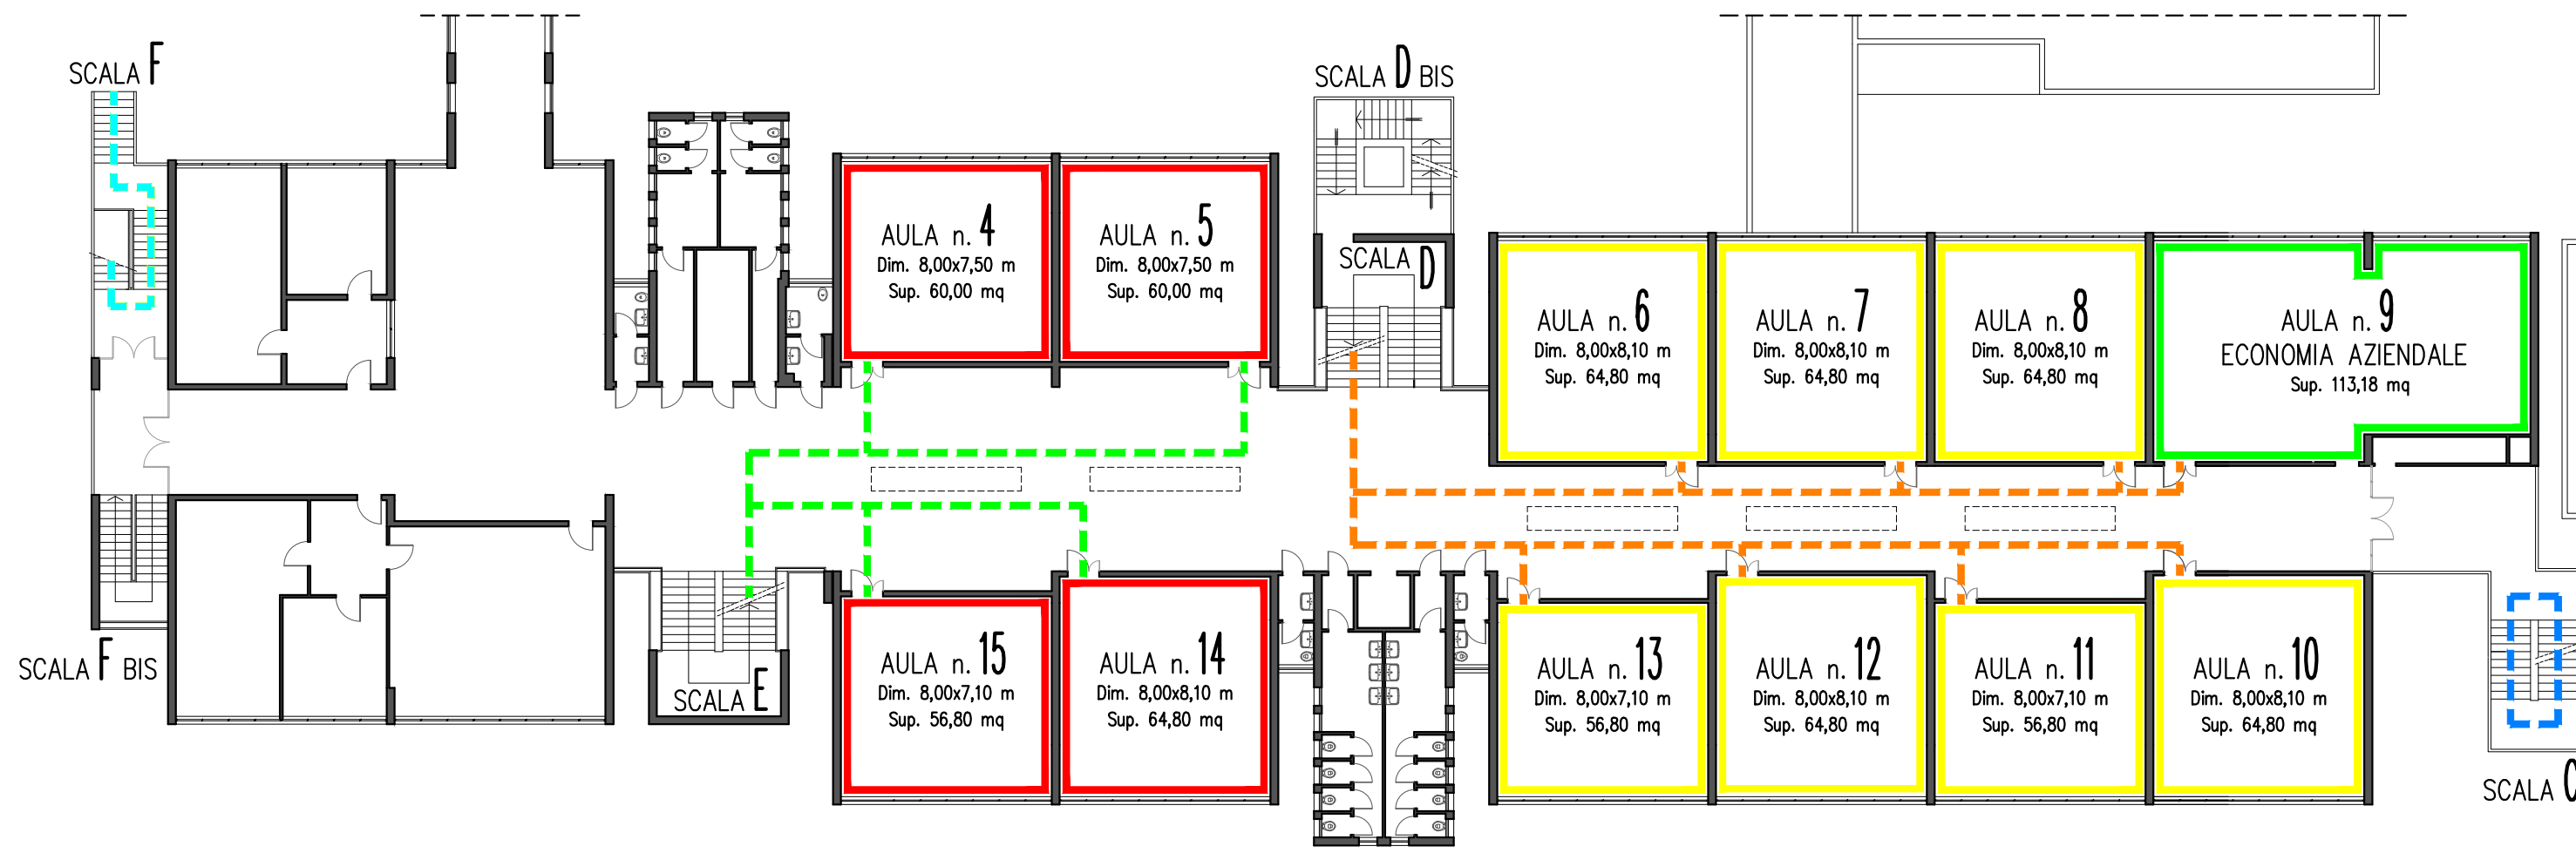 SCALA F
SCALA D BIS
SCALA D
AULA n. 4
Dim. 8,00x7,50 m
Sup. 60,00 mq
AULA n. 5
Dim. 8,00x7,50 m
Sup. 60,00 mq
AULA n. 6
Dim. 8,00x8,10 m
Sup. 64,80 mq
AULA n. 7
Dim. 8,00x8,10 m
Sup. 64,80 mq
AULA n. 8
Dim. 8,00x8,10 m
Sup. 64,80 mq
AULA n. 9
ECONOMIA AZIENDALE
Sup. 113,18 mq
SCALA F BIS
SCALA E
AULA n. 15
Dim. 8,00x7,10 m
Sup. 56,80 mq
AULA n. 14
Dim. 8,00x8,10 m
Sup. 64,80 mq
AULA n. 13
Dim. 8,00x7,10 m
Sup. 56,80 mq
AULA n. 12
Dim. 8,00x8,10 m
Sup. 64,80 mq
AULA n. 11
Dim. 8,00x7,10 m
Sup. 56,80 mq
AULA n. 10
Dim. 8,00x8,10 m
Sup. 64,80 mq
SCALA C